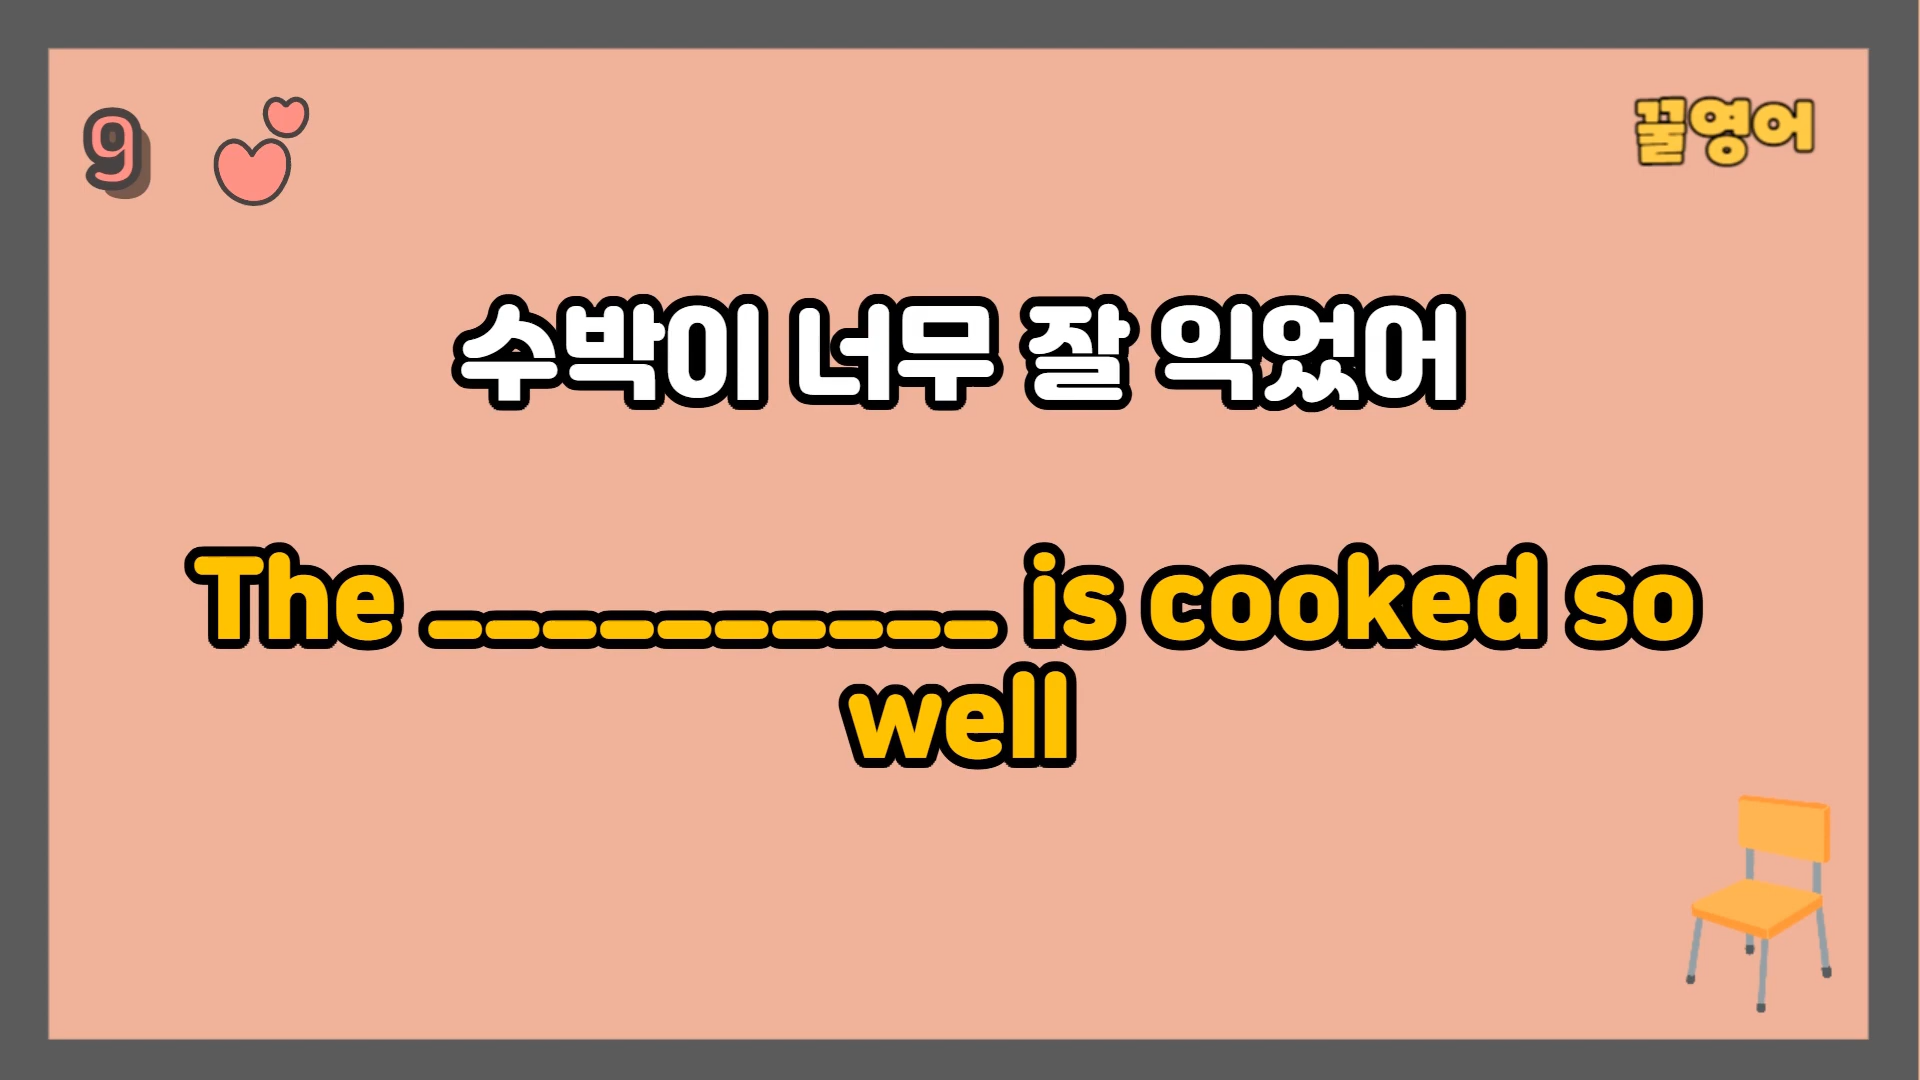 9
꿀영어
수박이 너무 잘 익었어
The __________ is cooked so
well